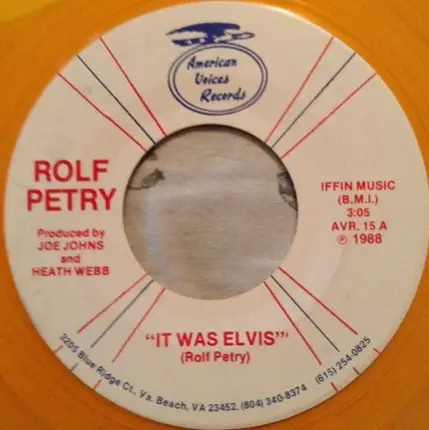 American
Voices
Records
ROLF
PETRY
Produced by
JOE JOHNS
and
HEATH WEBB
IFFIN MUSIC
(B.M.I.)
3:05
AVR. 15 A
℗ 1988
"IT WAS ELVIS"'
(Rolf Petry)
3205 Blue Ridge Ct., Va. Beach, VA 23452, (804) 340-8374 (615) 254-0825